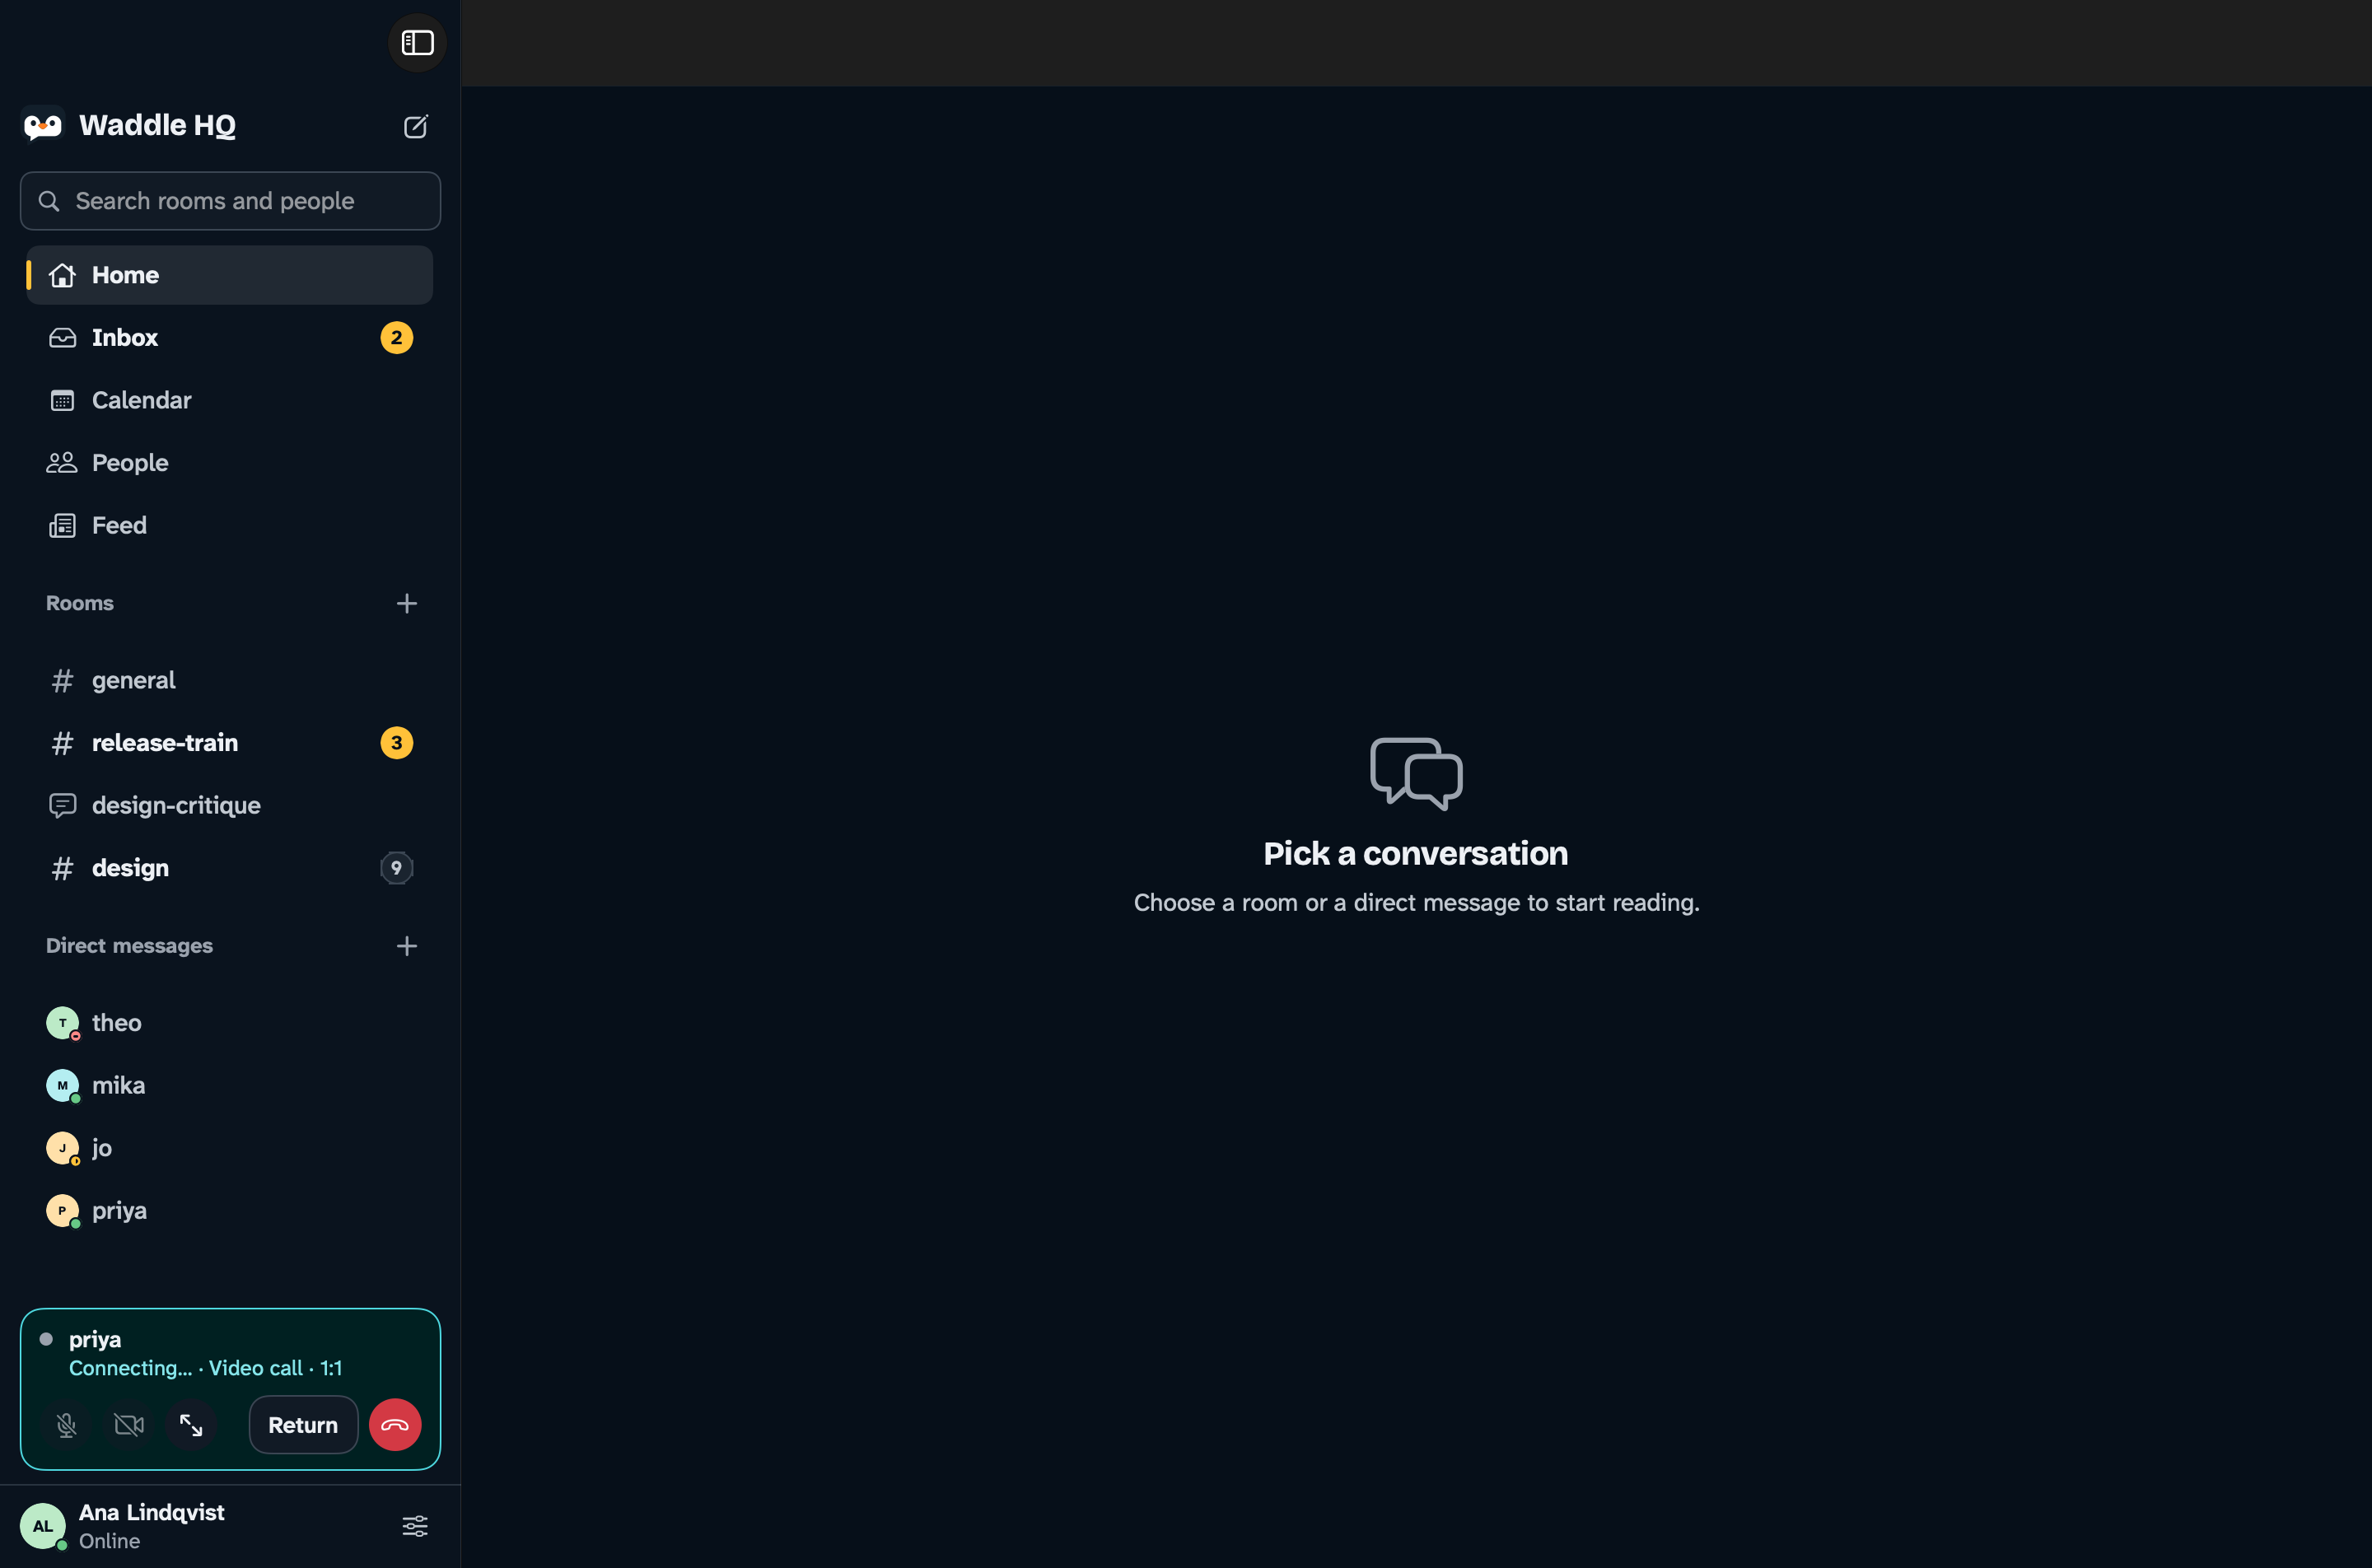 Waddle HQ
Search rooms and people
Home
Inbox 2
Calendar
People
Feed
Rooms
general
release-train 3
design-critique
design 9
Direct messages
T theo
M mika
J jo
P priya
priya
Connecting... · Video call · 1:1
Return
AL Ana Lindqvist
Online
Pick a conversation
Choose a room or a direct message to start reading.